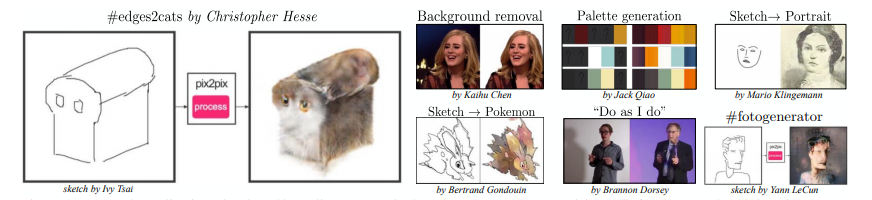 #edges2cats by Christopher Hesse
pix2pix
process
sketch by Ivy Tsai
Background removal
by Kaihu Chen
Palette generation
by Jack Qiao
Sketch→ Portrait
by Mario Klingemann
Sketch → Pokemon
by Bertrand Gondouin
“Do as I do”
by Brannon Dorsey
#fotogenerator
pix2pix
process
sketch by Yann LeCun